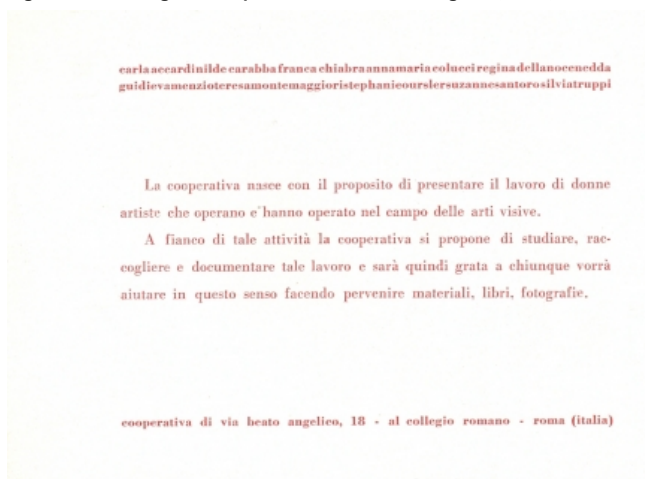 carlaaccardinildecarabbafrancachiabraannamariacoluccireginadellanocenedda
guidievamenzioteresamontemaggioristephanieourslersuzannesantorosilviatruppi
La cooperativa nasce con il proposito di presentare il lavoro di donne
artiste che operano e'hanno operato nel campo delle arti visive.
A fianco di tale attività la cooperativa si propone di studiare, rac-
cogliere e documentare tale lavoro e sarà quindi grata a chiunque vorrà
aiutare in questo senso facendo pervenire materiali, libri, fotografie.
cooperativa di via beato angelico, 18 - al collegio romano - roma (italia)